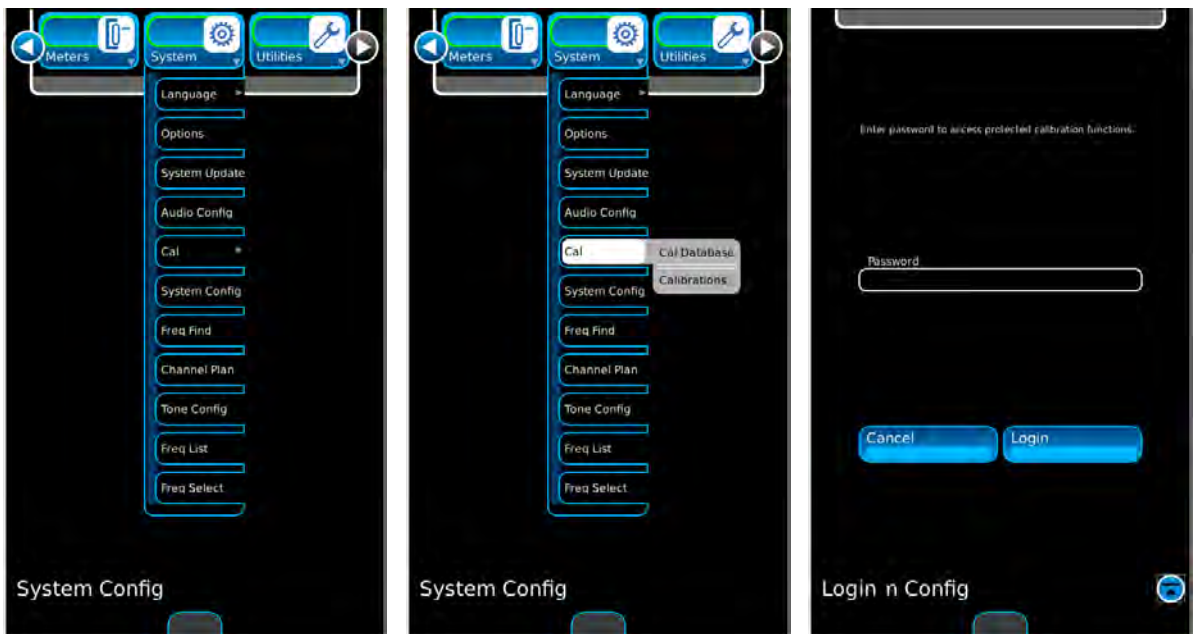 Meters
System
Utilities
Language
Options
System Update
Audio Config
Cal
System Config
Freq Find
Channel Plan
Tone Config
Freq List
Freq Select
System Config
Meters
System
Utilities
Language
Options
System Update
Audio Config
Cal
Cal Database
Calibrations
System Config
Freq Find
Channel Plan
Tone Config
Freq List
Freq Select
System Config
Enter password to access protected calibration functions.
Password
Cancel
Login
Login n Config